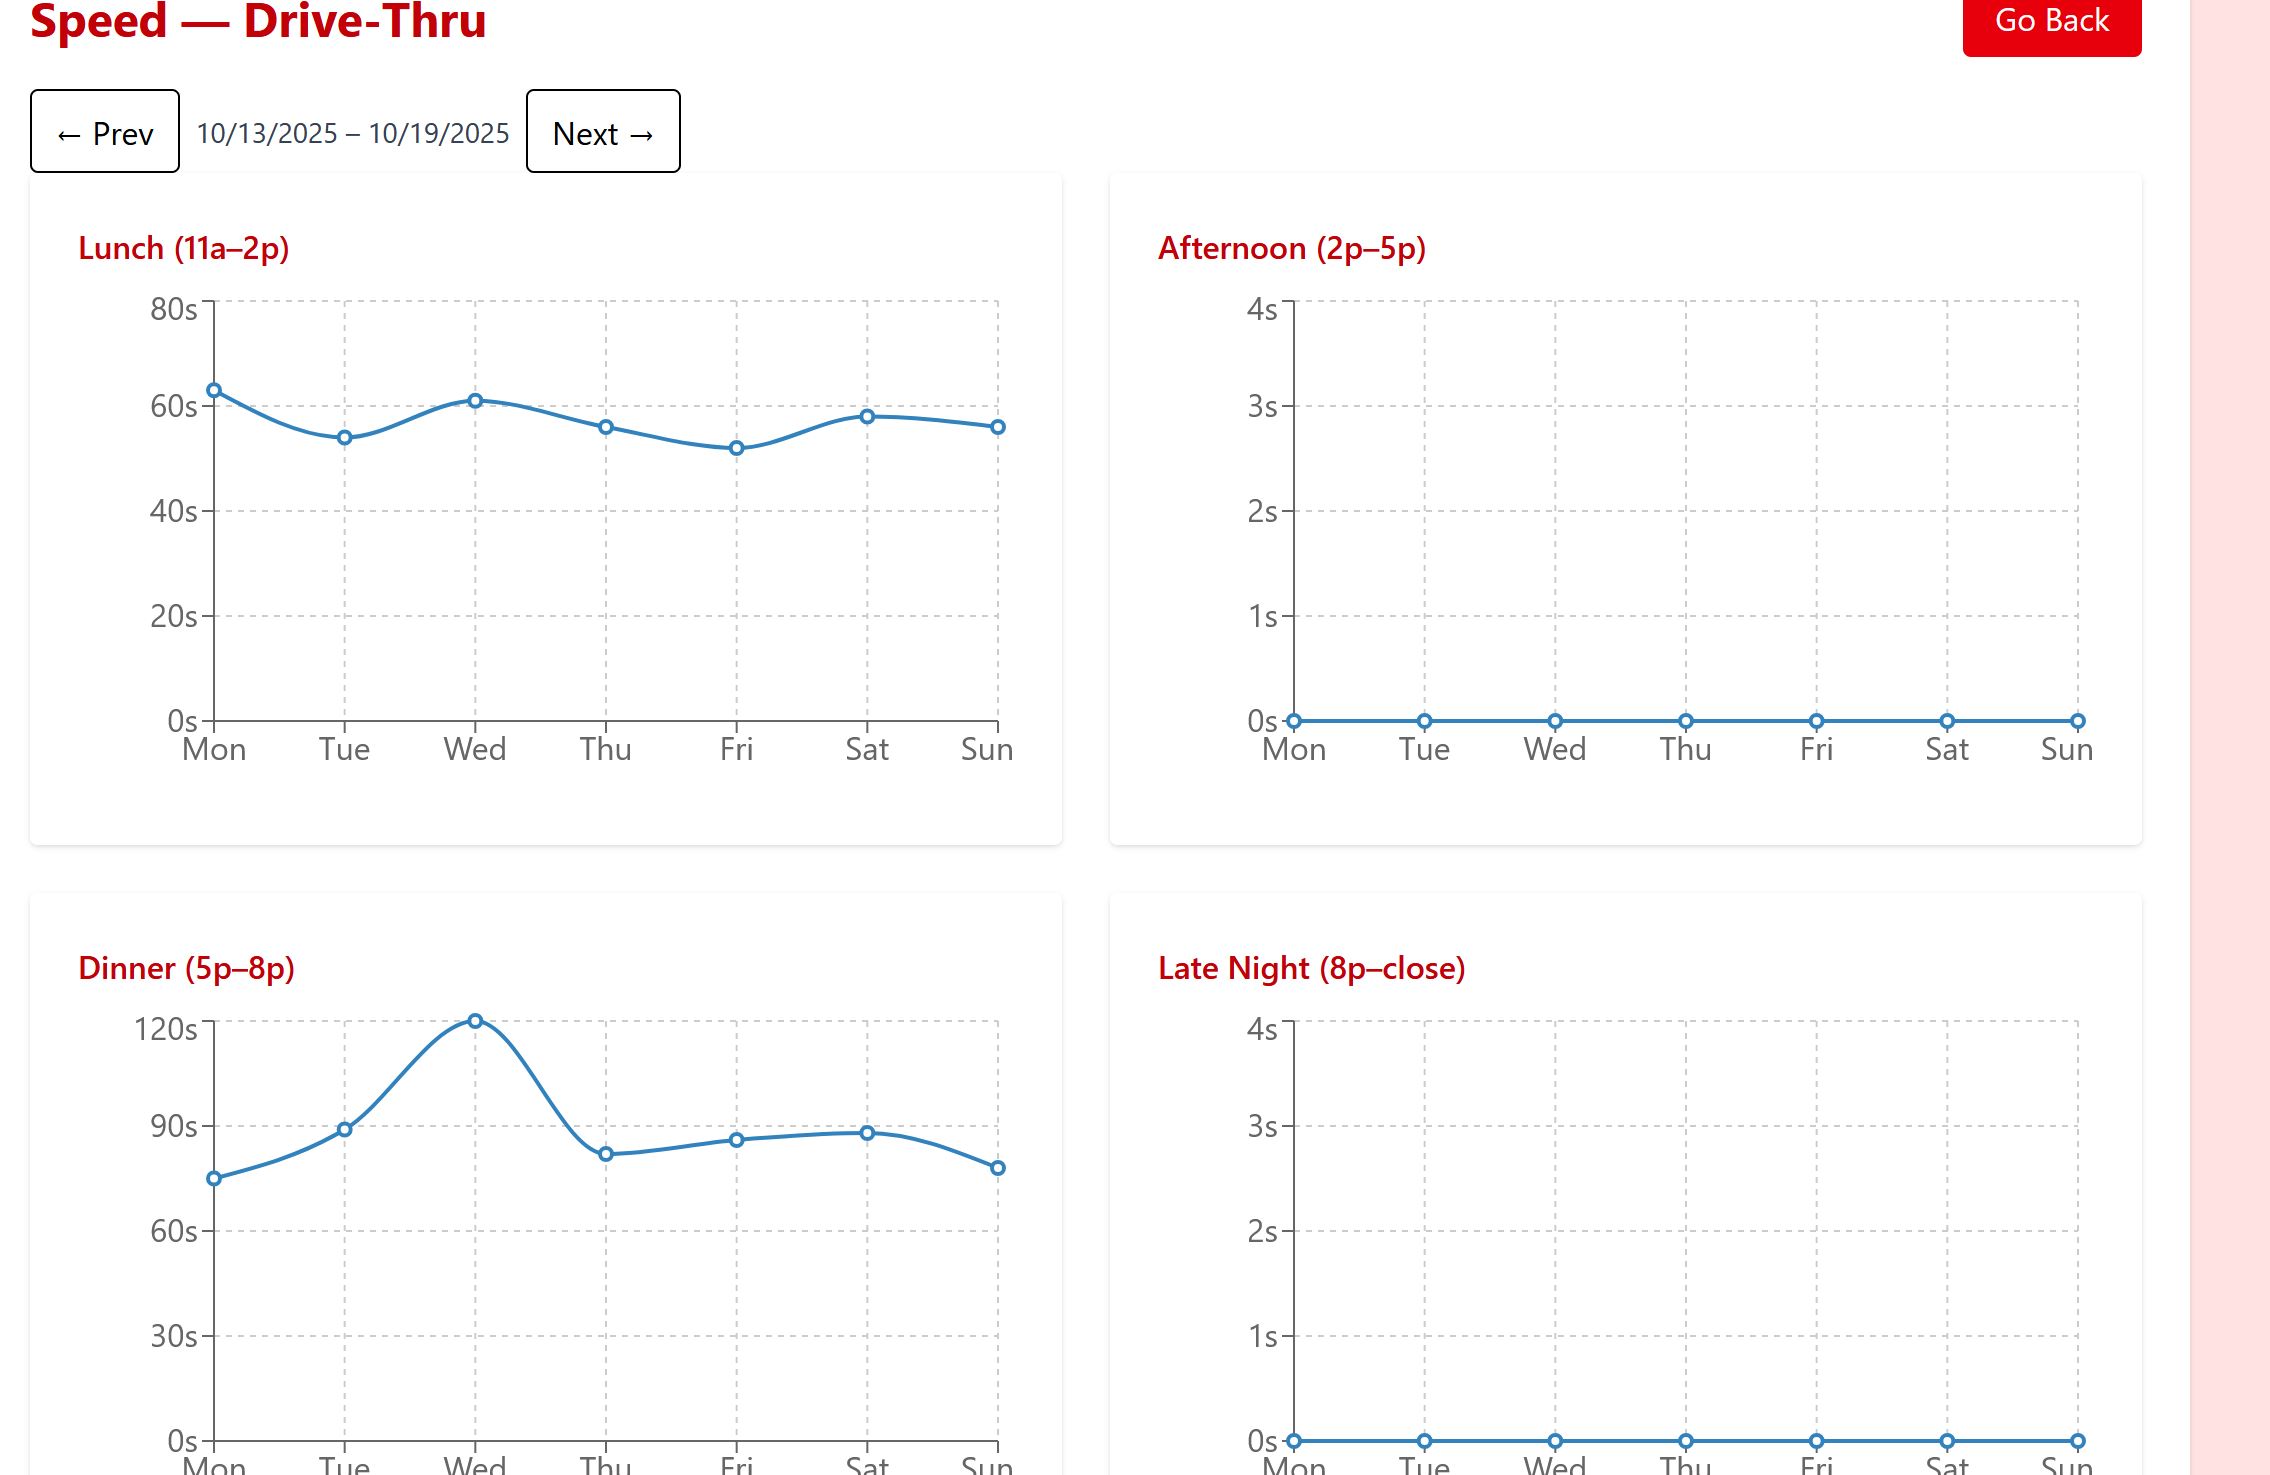 Speed — Drive-Thru
Go Back
← Prev
10/13/2025 – 10/19/2025
Next →
Lunch (11a–2p)
80s
60s
40s
20s
0s
Mon Tue Wed Thu Fri Sat Sun
Afternoon (2p–5p)
4s
3s
2s
1s
0s
Mon Tue Wed Thu Fri Sat Sun
Dinner (5p–8p)
120s
90s
60s
30s
0s
Mon Tue Wed Thu Fri Sat Sun
Late Night (8p–close)
4s
3s
2s
1s
0s
Mon Tue Wed Thu Fri Sat Sun